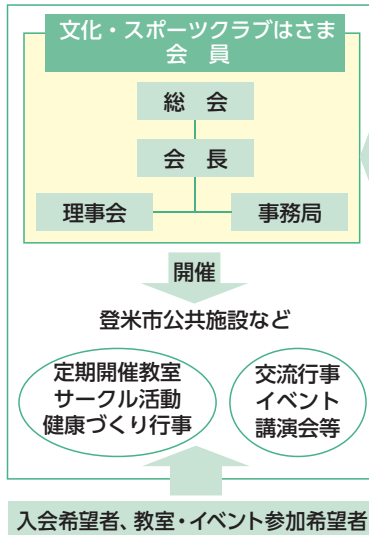 文化・スポーツクラブはさま
会　員
総　会
会　長
理事会
事務局
開催
登米市公共施設など
定期開催教室
サークル活動
健康づくり行事
交流行事
イベント
講演会等
入会希望者、教室・イベント参加希望者